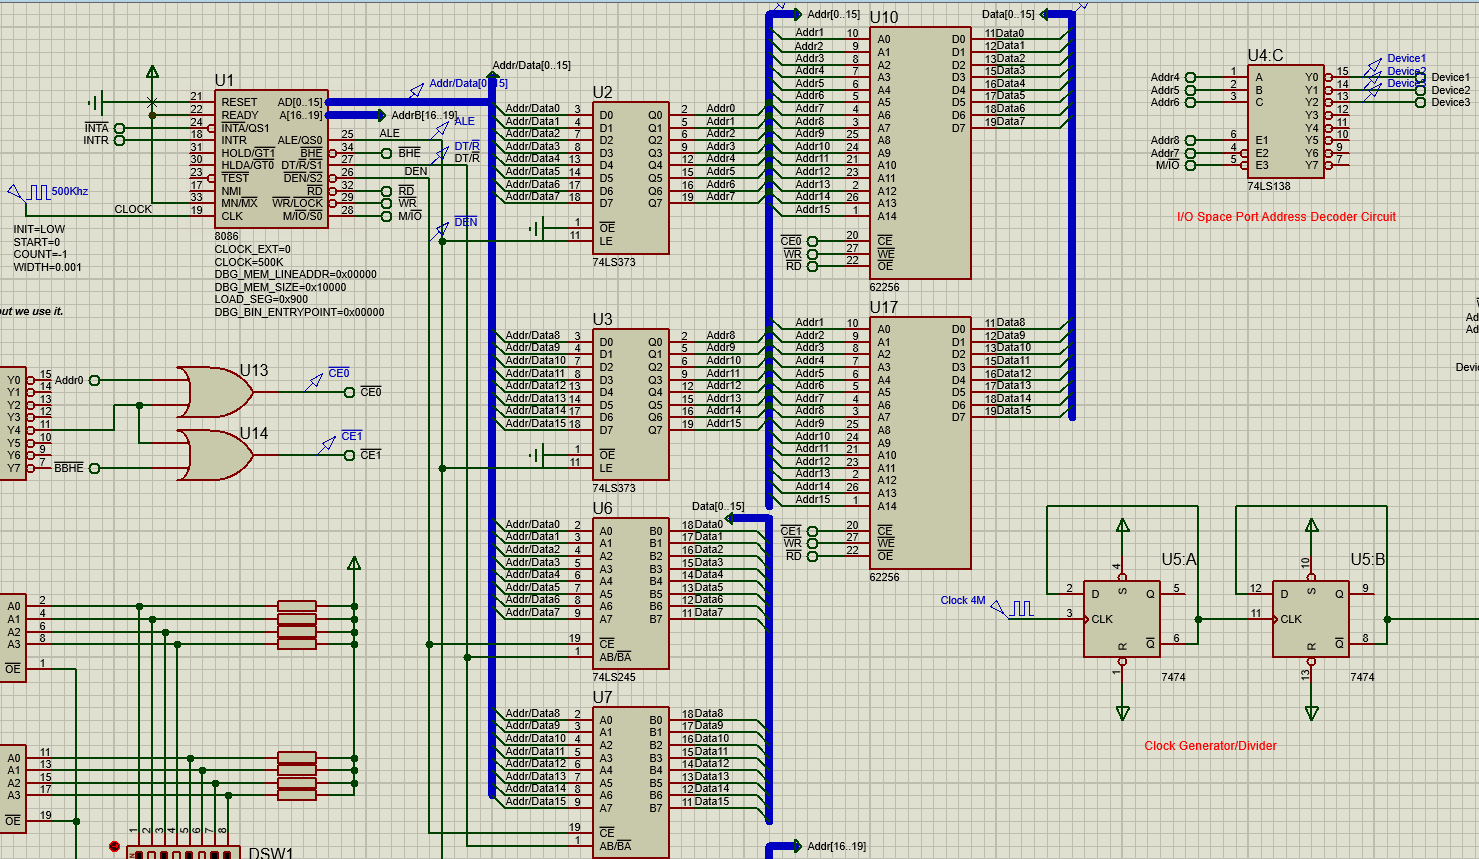 Addr/Data[0..15]
Addr/Data[0..15]
U1
21 RESET AD[0..15]
22 READY A[16..19] AddrB[16..19]
INTA 24 INTA/QS1
INTR 18 INTR ALE/QS0 25 ALE ALE
31 HOLD/GT1 BHE 34 BHE
30 HLDA/GT0 DT/R/S1 27 DT/R DT/R
23 TEST DEN/S2 26 DEN
17 NMI RD 32 RD
33 MN/MX WR/LOCK 29 WR
CLOCK 19 CLK M/IO/S0 28 M/IO
DEN
500Khz
INIT=LOW
START=0
COUNT=-1
WIDTH=0.001
8086
CLOCK_EXT=0
CLOCK=500K
DBG_MEM_LINEADDR=0x00000
DBG_MEM_SIZE=0x10000
LOAD_SEG=0x900
DBG_BIN_ENTRYPOINT=0x00000
but we use it.
U2
Addr/Data0 3 D0 Q0 2 Addr0
Addr/Data1 4 D1 Q1 5 Addr1
Addr/Data2 7 D2 Q2 6 Addr2
Addr/Data3 8 D3 Q3 9 Addr3
Addr/Data4 13 D4 Q4 12 Addr4
Addr/Data5 14 D5 Q5 15 Addr5
Addr/Data6 17 D6 Q6 16 Addr6
Addr/Data7 18 D7 Q7 19 Addr7
1 OE
11 LE
74LS373
U3
Addr/Data8 3 D0 Q0 2 Addr8
Addr/Data9 4 D1 Q1 5 Addr9
Addr/Data10 7 D2 Q2 6 Addr10
Addr/Data11 8 D3 Q3 9 Addr11
Addr/Data12 13 D4 Q4 12 Addr12
Addr/Data13 14 D5 Q5 15 Addr13
Addr/Data14 17 D6 Q6 16 Addr14
Addr/Data15 18 D7 Q7 19 Addr15
1 OE
11 LE
74LS373
Data[0..15]
U6
Addr/Data0 2 A0 B0 18 Data0
Addr/Data1 3 A1 B1 17 Data1
Addr/Data2 4 A2 B2 16 Data2
Addr/Data3 5 A3 B3 15 Data3
Addr/Data4 6 A4 B4 14 Data4
Addr/Data5 7 A5 B5 13 Data5
Addr/Data6 8 A6 B6 12 Data6
Addr/Data7 9 A7 B7 11 Data7
19 CE
1 AB/BA
74LS245
U7
Addr/Data8 2 A0 B0 18 Data8
Addr/Data9 3 A1 B1 17 Data9
Addr/Data10 4 A2 B2 16 Data10
Addr/Data11 5 A3 B3 15 Data11
Addr/Data12 6 A4 B4 14 Data12
Addr/Data13 7 A5 B5 13 Data13
Addr/Data14 8 A6 B6 12 Data14
Addr/Data15 9 A7 B7 11 Data15
19 CE
1 AB/BA
Addr[16..19]
Addr[0..15] U10 Data[0..15]
Addr1 10 A0 D0 11 Data0
Addr2 9 A1 D1 12 Data1
Addr3 8 A2 D2 13 Data2
Addr4 7 A3 D3 15 Data3
Addr5 6 A4 D4 16 Data4
Addr6 5 A5 D5 17 Data5
Addr7 4 A6 D6 18 Data6
Addr8 3 A7 D7 19 Data7
Addr9 25 A8
Addr10 24 A9
Addr11 21 A10
Addr12 23 A11
Addr13 2 A12
Addr14 26 A13
Addr15 1 A14
CE0 20 CE
WR 27 WE
RD 22 OE
62256
U17
Addr1 10 A0 D0 11 Data8
Addr2 9 A1 D1 12 Data9
Addr3 8 A2 D2 13 Data10
Addr4 7 A3 D3 15 Data11
Addr5 6 A4 D4 16 Data12
Addr6 5 A5 D5 17 Data13
Addr7 4 A6 D6 18 Data14
Addr8 3 A7 D7 19 Data15
Addr9 25 A8
Addr10 24 A9
Addr11 21 A10
Addr12 23 A11
Addr13 2 A12
Addr14 26 A13
Addr15 1 A14
CE1 20 CE
WR 27 WE
RD 22 OE
62256
U4:C
Addr4 1 A Y0 15 Device1 Device1
Addr5 2 B Y1 14 Device2 Device2
Addr6 3 C Y2 13 Device3
Y3 12
Y4 11
Addr8 6 E1 Y5 10
Addr7 4 E2 Y6 9
M/IO 5 E3 Y7 7
74LS138
I/O Space Port Address Decoder Circuit
Y0 15 Addr0
Y1 14
Y2 13
Y3 12
Y4 11
Y5 10
Y6 9
Y7 7 BBHE
U13 CE0 CE0
U14 CE1 CE1
A0 2
A1 4
A2 6
A3 8
OE 1
A0 11
A1 13
A2 15
A3 17
OE 19
1 2 3 4 5 6 7 8
DSW1
U5:A
4
2 D S Q 5
3 CLK
R Q 6
1
7474
Clock 4M
U5:B
10
12 D S Q 9
11 CLK
R Q 8
13
7474
Clock Generator/Divider